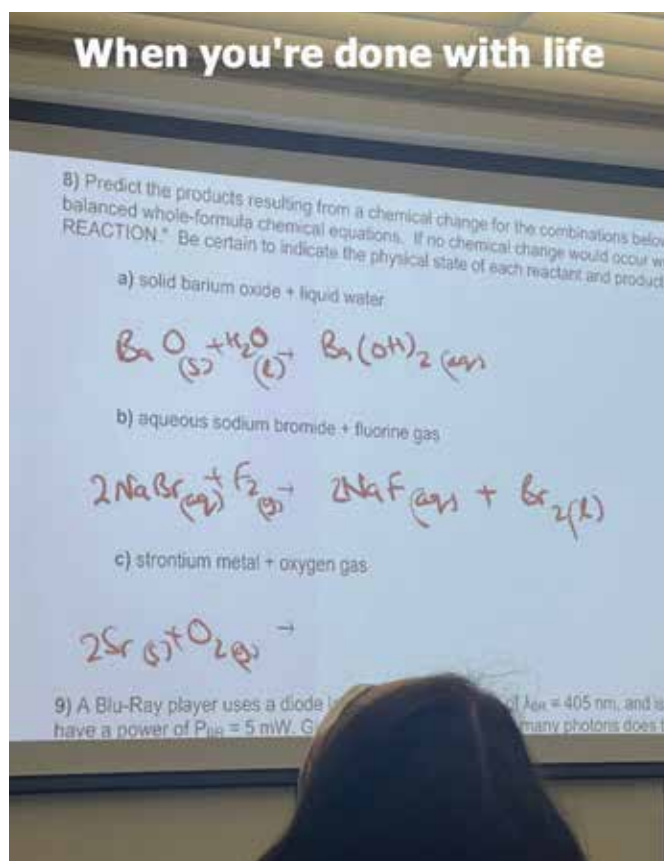 When you're done with life
8) Predict the products resulting from a chemical change for the combinations below
balanced whole-formula chemical equations. If no chemical change would occur w
REACTION." Be certain to indicate the physical state of each reactant and product
a) solid barium oxide + liquid water
BaO(s) + H₂O(l) → Ba(OH)₂(aq)
b) aqueous sodium bromide + fluorine gas
2NaBr(aq) + F₂(g) → 2NaF(aq) + Br₂(l)
c) strontium metal + oxygen gas
2Sr(s) + O₂(g) →
9) A Blu-Ray player uses a diode of λBR = 405 nm, and is
have a power of PBR = 5 mW. G many photons does